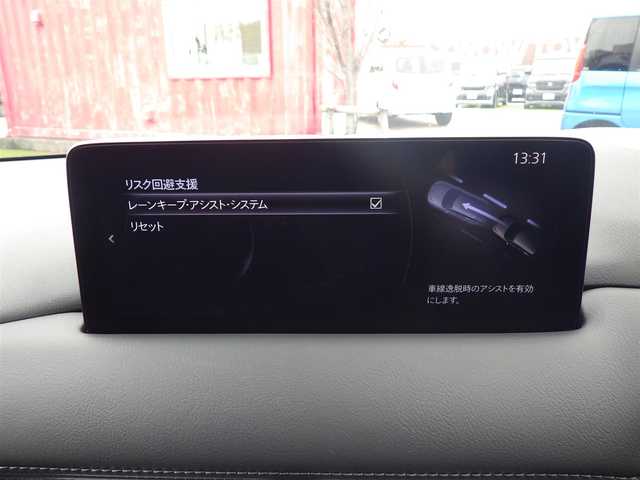 13:31
リスク回避支援
レーンキープ・アシスト・システム
リセット
車線逸脱時のアシストを有効
にします。